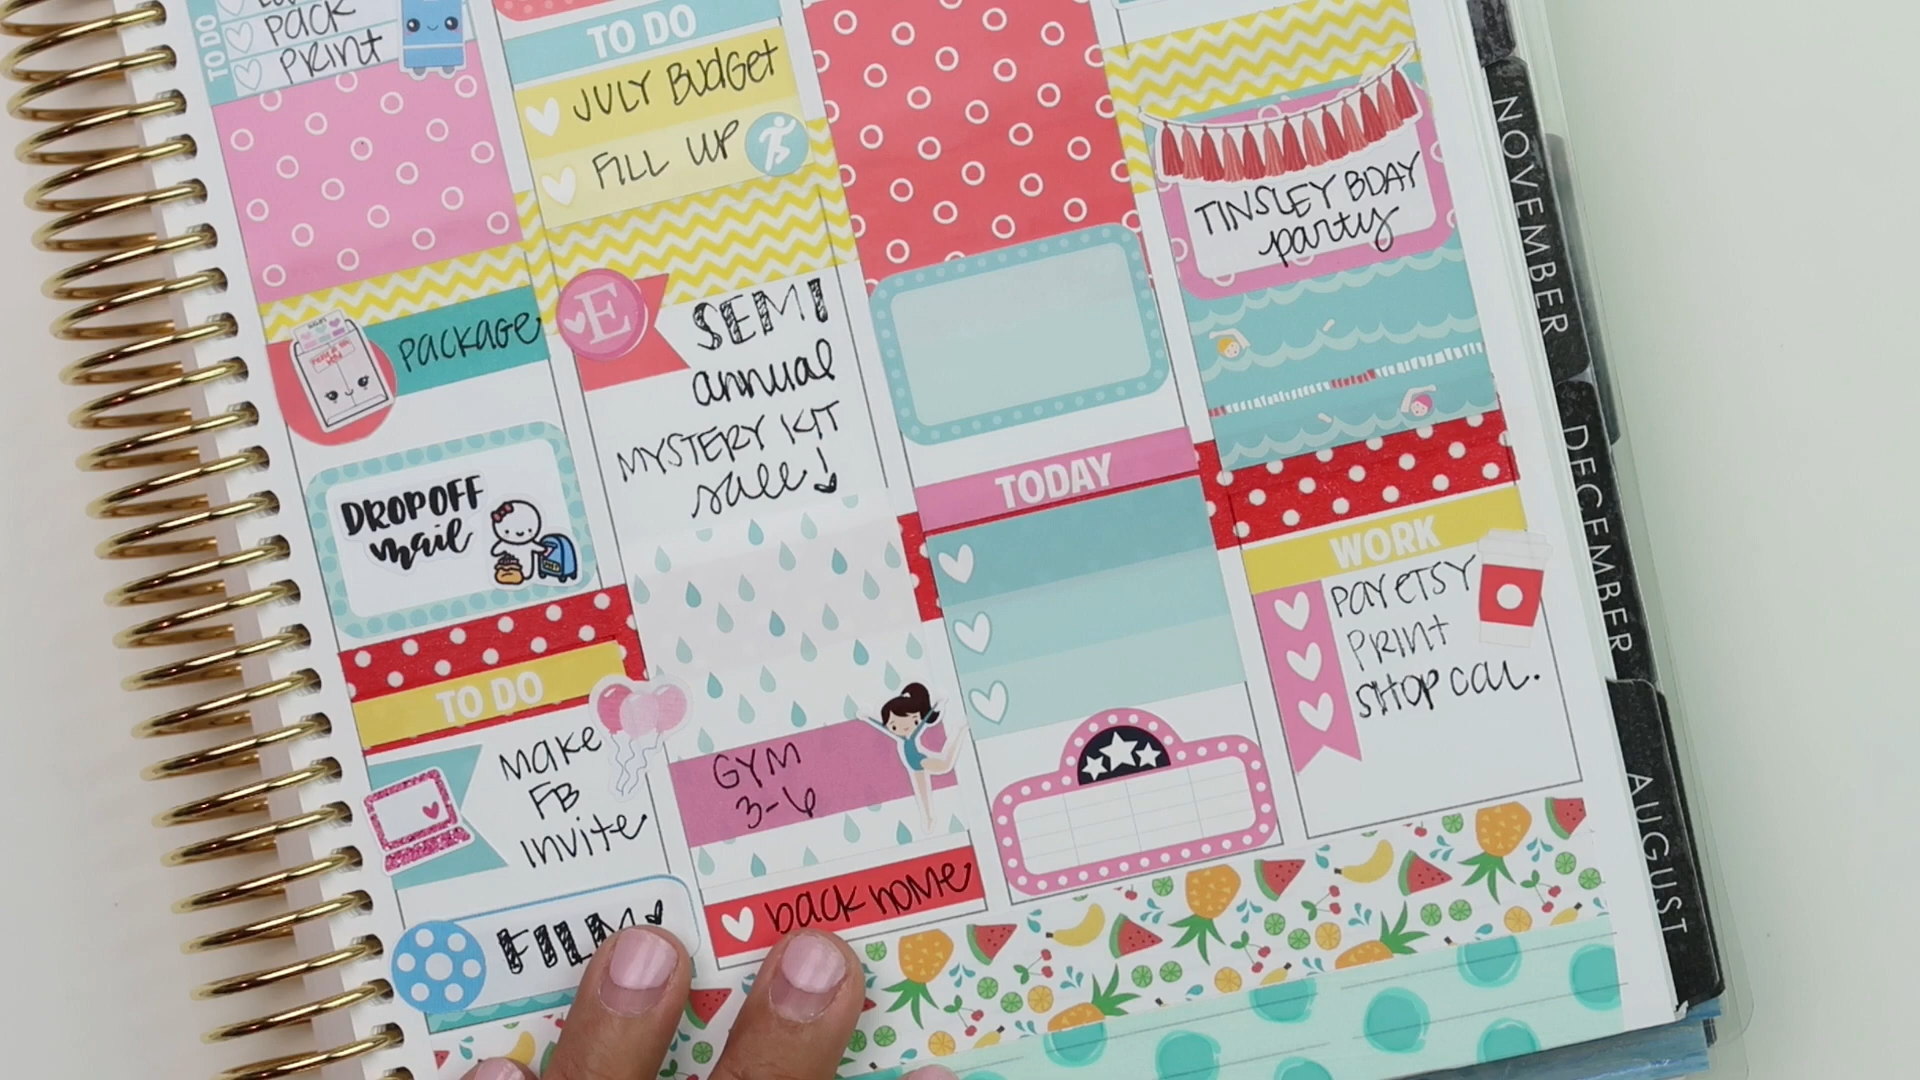 TO DO
PACK
PRINT
PACKAGE
DROP OFF
mail
TO DO
MAKE
FB
INVITE
FILM
TO DO
JULY BUDGET
FILL UP
E
SEMI
annual
MYSTERY KIT
sale!
GYM
3-6
back home
TODAY
TINSLEY BDAY
party
WORK
PAY ETSY
PRINT
SHOP CAL.
NOVEMBER
DECEMBER
AUGUST